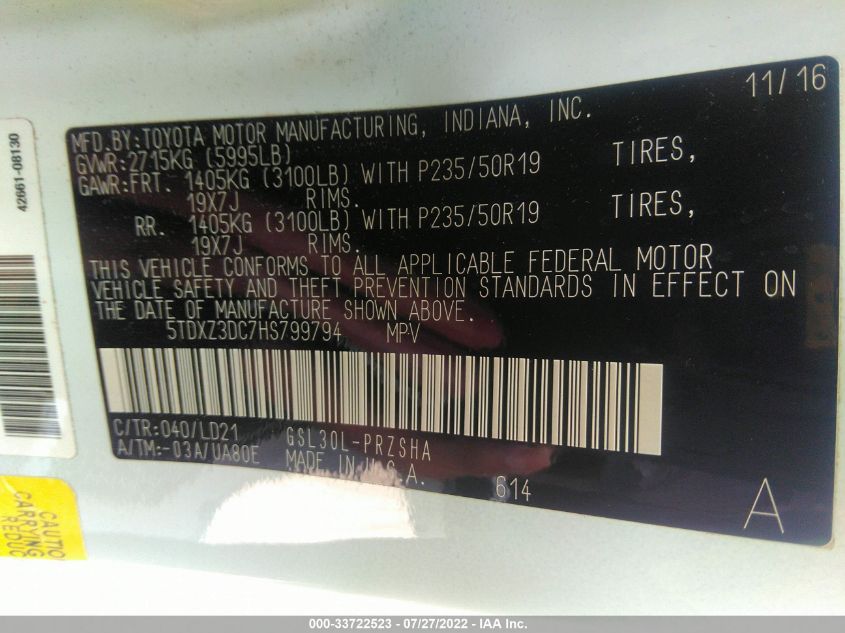 11/16
MFD.BY:TOYOTA MOTOR MANUFACTURING, INDIANA, INC.
GVWR:2715KG (5995LB)
GAWR:FRT. 1405KG (3100LB) WITH P235/50R19 TIRES,
19X7J RIMS.
RR. 1405KG (3100LB) WITH P235/50R19 TIRES,
19X7J RIMS.
THIS VEHICLE CONFORMS TO ALL APPLICABLE FEDERAL MOTOR
VEHICLE SAFETY AND THEFT PREVENTION STANDARDS IN EFFECT ON
THE DATE OF MANUFACTURE SHOWN ABOVE.
5TDXZ3DC7HS799794 MPV
C/TR:040/LD21 GSL30L-PRZSHA
A/TM:-03A/UA80E MADE IN U.S.A.
614
A
42661-08130
CAUTIO
CARRYING
REDUC
000-33722523 - 07/27/2022 - IAA Inc.